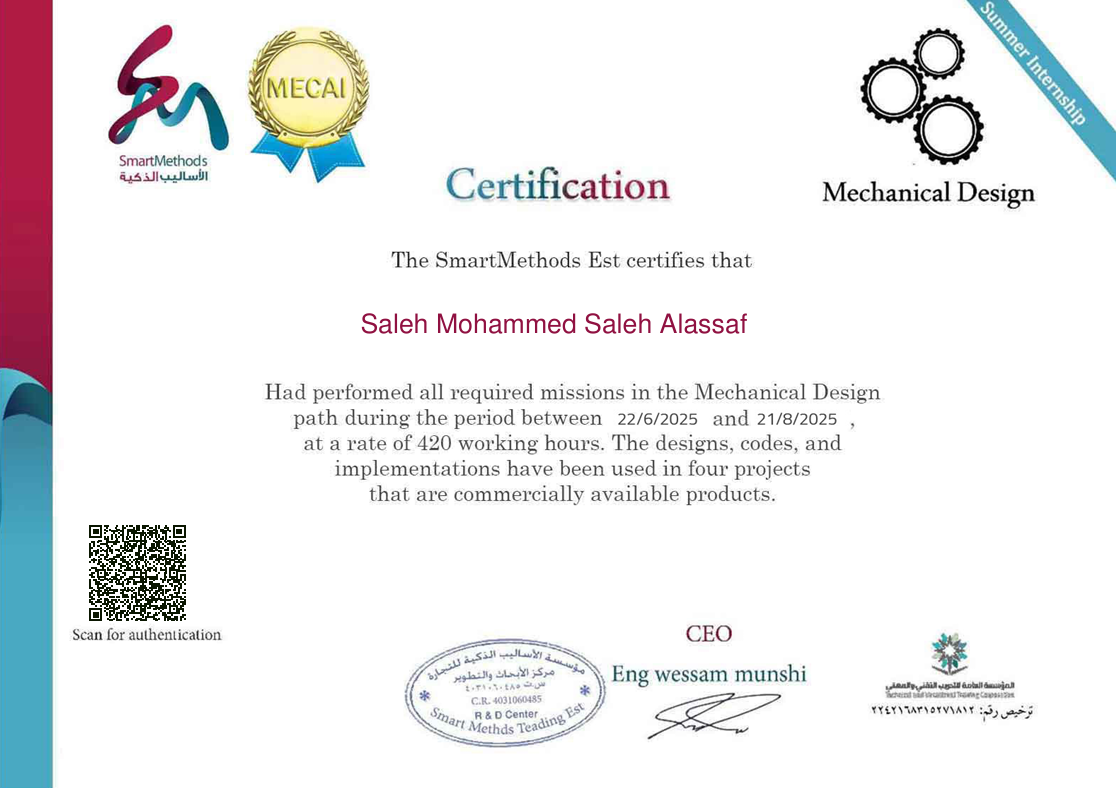 Summer Internship
MECAI
SmartMethods
الأساليب الذكية
Certification
Mechanical Design
The SmartMethods Est certifies that
Saleh Mohammed Saleh Alassaf
Had performed all required missions in the Mechanical Design
path during the period between 22/6/2025 and 21/8/2025 ,
at a rate of 420 working hours. The designs, codes, and
implementations have been used in four projects
that are commercially available products.
Scan for authentication
CEO
Eng wessam munshi
مؤسسة الأساليب الذكية للتجارة
مركز الأبحاث والتطوير
س.ت ٤٠٣١٠٦٠٤٨٥
C.R. 4031060485
R & D Center
Smart Methds Teading Est
المؤسسة العامة للتدريب التقني والمهني
Technical and Vocational Training Corporation
ترخيص رقم: ٢٢٤٢١٦٨٣١٥٢٧١٨١٢